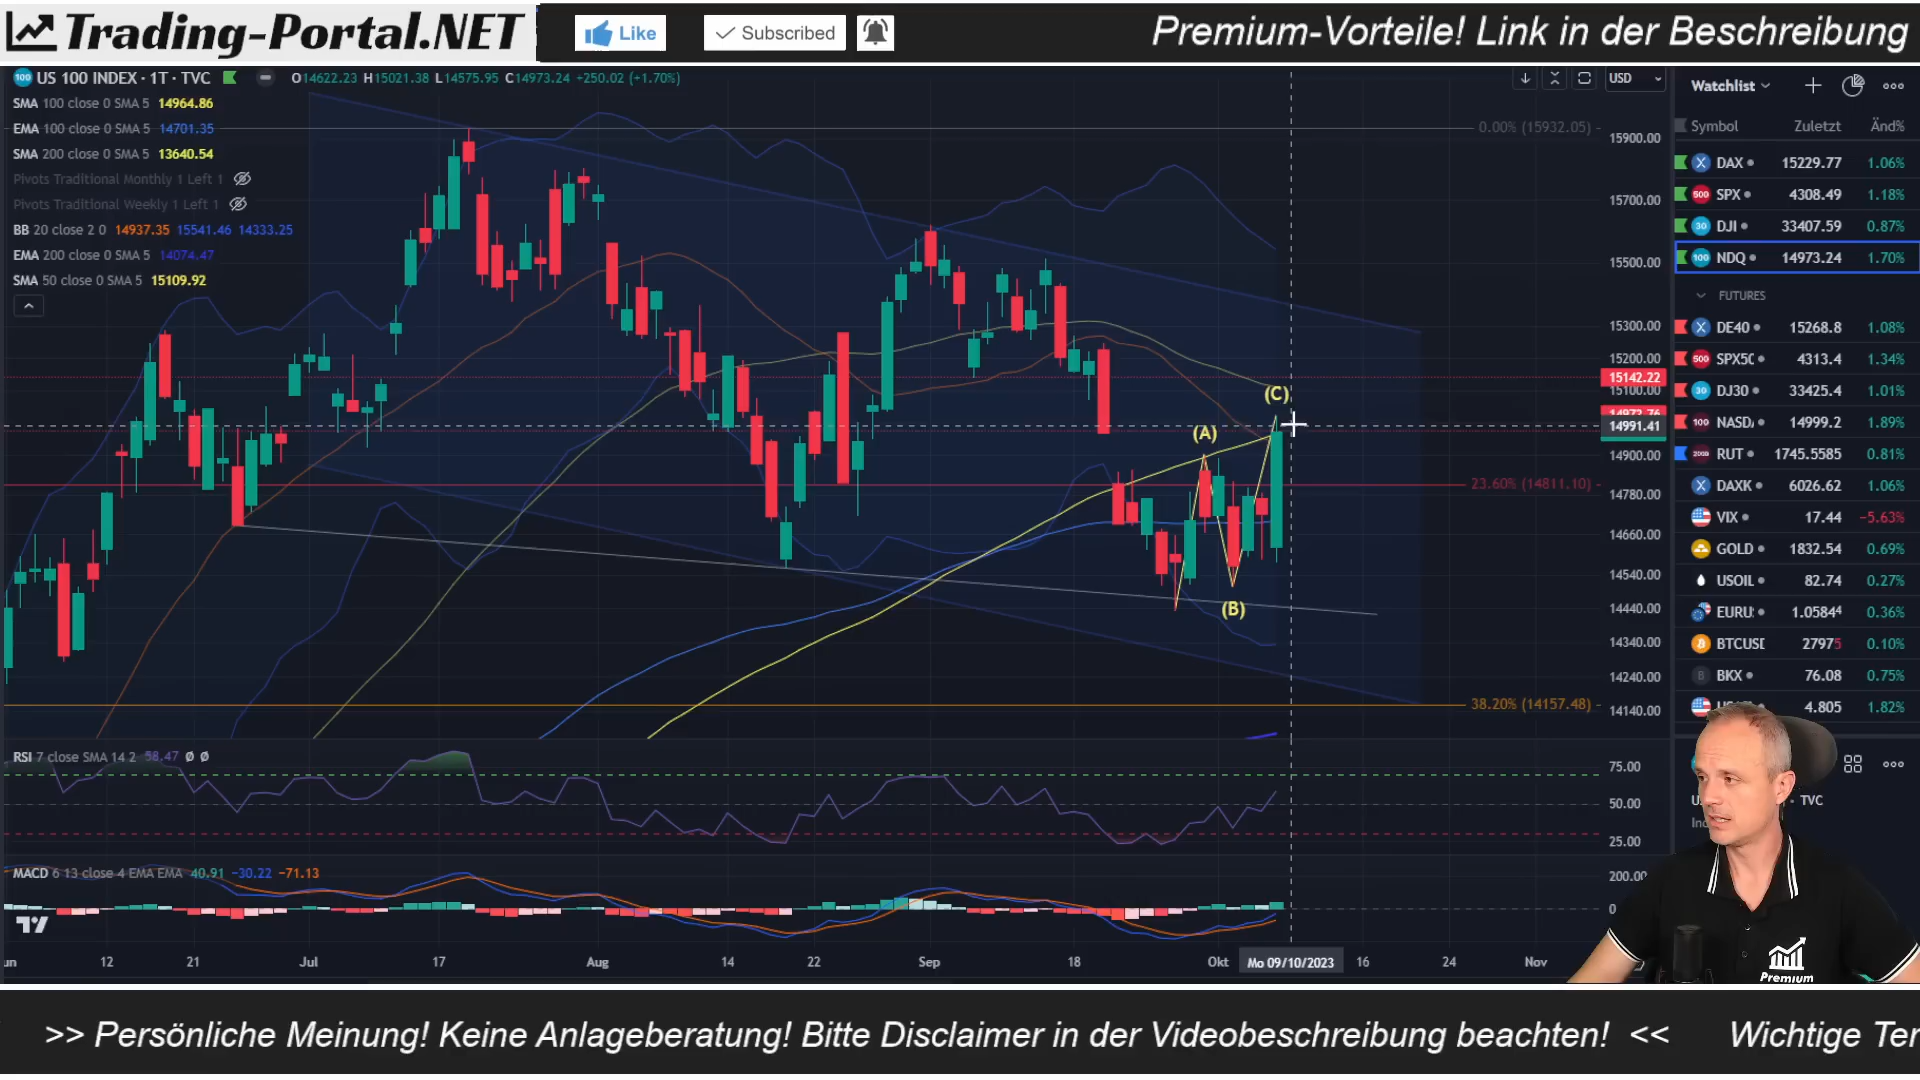 Trading-Portal.NET
Like
Subscribed
Premium-Vorteile! Link in der Beschreibung
US 100 INDEX · 1T · TVC
O14622.23 H15021.38 L14575.95 C14973.24 +250.02 (+1.70%)
USD
SMA 100 close 0 SMA 5 14964.86
EMA 100 close 0 SMA 5 14701.35
SMA 200 close 0 SMA 5 13640.54
Pivots Traditional Monthly 1 Left 1
Pivots Traditional Weekly 1 Left 1
BB 20 close 2 0 14937.35 15541.46 14333.25
EMA 200 close 0 SMA 5 14074.47
SMA 50 close 0 SMA 5 15109.92
0.00% (15932.05)
23.60% (14811.10)
38.20% (14157.48)
(A)
(B)
(C)
15900.00
15700.00
15500.00
15300.00
15200.00
15142.22
15100.00
14991.41
14900.00
14780.00
14660.00
14540.00
14440.00
14340.00
14240.00
14140.00
RSI 7 close SMA 14 2 58.47 Ø Ø
75.00
50.00
25.00
MACD 6 13 close 4 EMA EMA 40.91 −30.22 −71.13
200.00
0
12
21
Jul
17
Aug
14
22
Sep
18
Okt
Mo 09/10/2023
16
24
Nov
Watchlist
Symbol Zuletzt Änd%
DAX 15229.77 1.06%
SPX 4308.49 1.18%
DJI 33407.59 0.87%
NDQ 14973.24 1.70%
FUTURES
DE40 15268.8 1.08%
SPX5 4313.4 1.34%
DJ30 33425.4 1.01%
NASD 14999.2 1.89%
RUT 1745.5585 0.81%
DAXK 6026.62 1.06%
VIX 17.44 −5.63%
GOLD 1832.54 0.69%
USOIL 82.74 0.27%
EURU 1.05844 0.36%
BTCUSD 27975 0.10%
BKX 76.08 0.75%
4.805 1.82%
TVC
Premium
>> Persönliche Meinung! Keine Anlageberatung! Bitte Disclaimer in der Videobeschreibung beachten! << Wichtige Ter